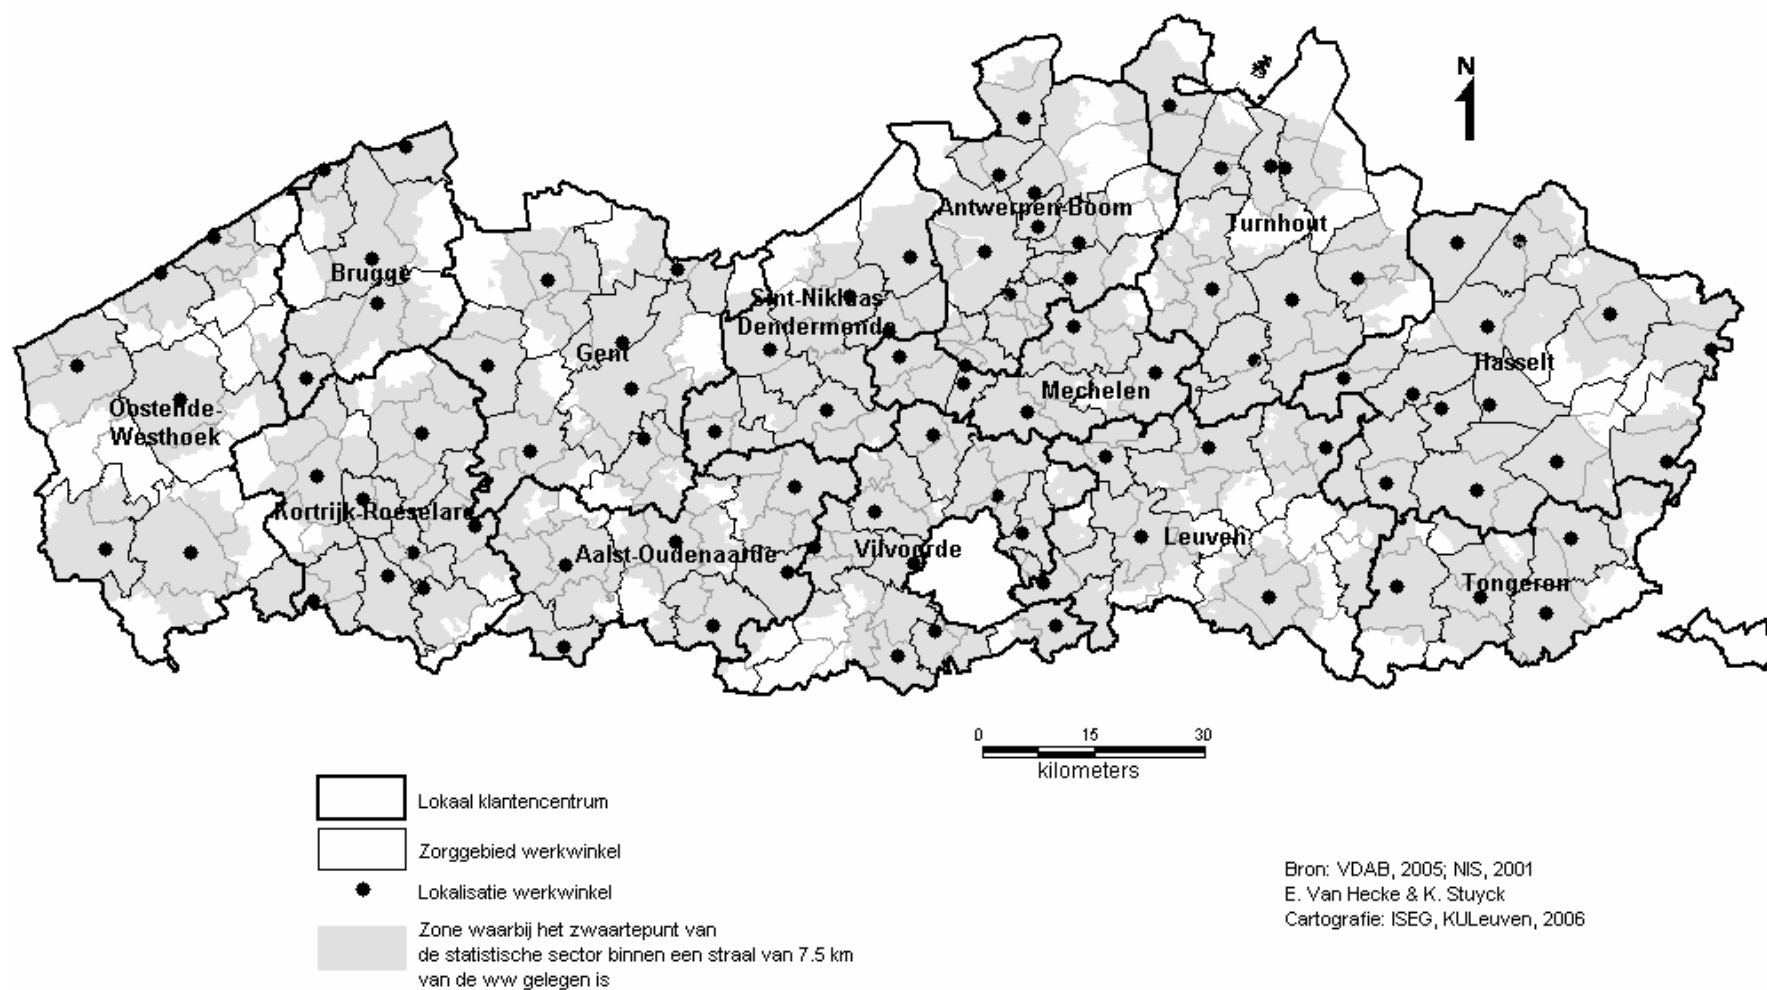 N
Antwerpen-Boom
Turnhout
Brugge
Sint-Niklaas
Dendermonde
Gent
Hasselt
Mechelen
Oostende-
Westhoek
Kortrijk-Roeselare
Aalst-Oudenaarde
Vilvoorde
Leuven
Tongeren
0 15 30
kilometers
Lokaal klantencentrum
Zorggebied werkwinkel
Lokalisatie werkwinkel
Zone waarbij het zwaartepunt van
de statistische sector binnen een straal van 7.5 km
van de ww gelegen is
Bron: VDAB, 2005; NIS, 2001
E. Van Hecke & K. Stuyck
Cartografie: ISEG, KULeuven, 2006